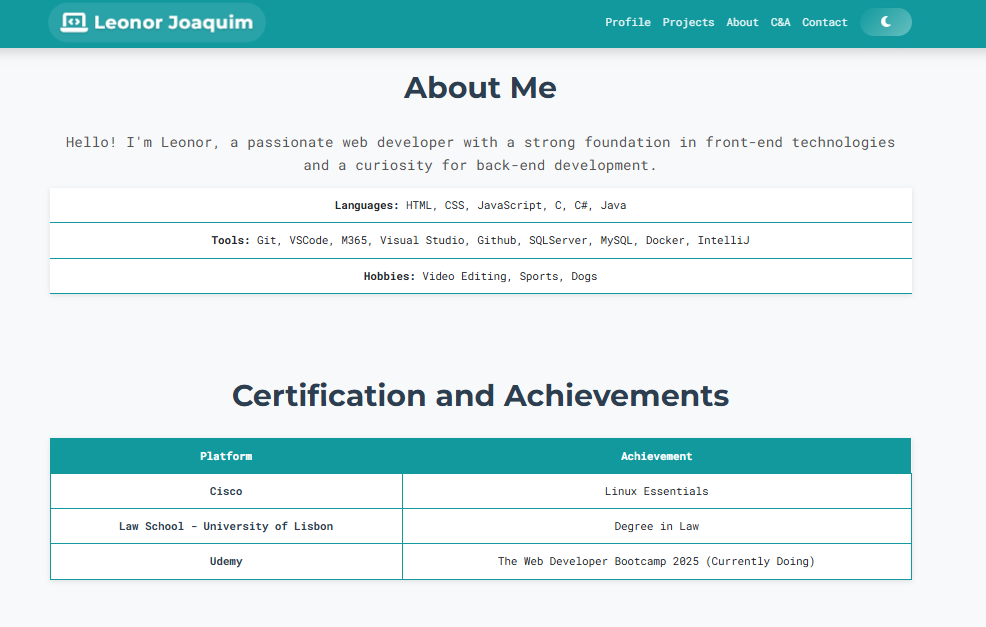 Leonor Joaquim
Profile Projects About C&A Contact
About Me
Hello! I'm Leonor, a passionate web developer with a strong foundation in front-end technologies
and a curiosity for back-end development.
Languages: HTML, CSS, JavaScript, C, C#, Java
Tools: Git, VSCode, M365, Visual Studio, Github, SQLServer, MySQL, Docker, IntelliJ
Hobbies: Video Editing, Sports, Dogs
Certification and Achievements
Platform Achievement
Cisco Linux Essentials
Law School - University of Lisbon Degree in Law
Udemy The Web Developer Bootcamp 2025 (Currently Doing)